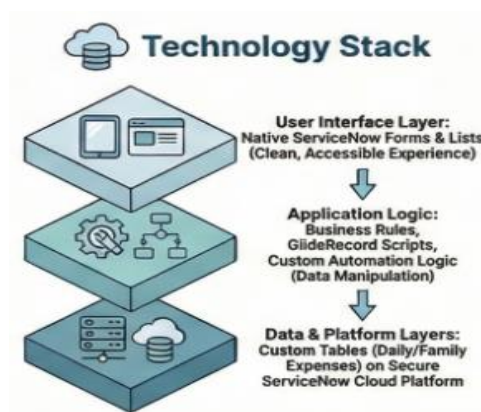 Technology Stack
User Interface Layer:
Native ServiceNow Forms & Lists
(Clean, Accessible Experience)
Application Logic:
Business Rules,
GiideRecord Scripts,
Custom Automation Logic
(Data Manipulation)
Data & Platform Layers:
Custom Tables (Daily/Family
Expenses) on Secure
ServiceNow Cloud Platform